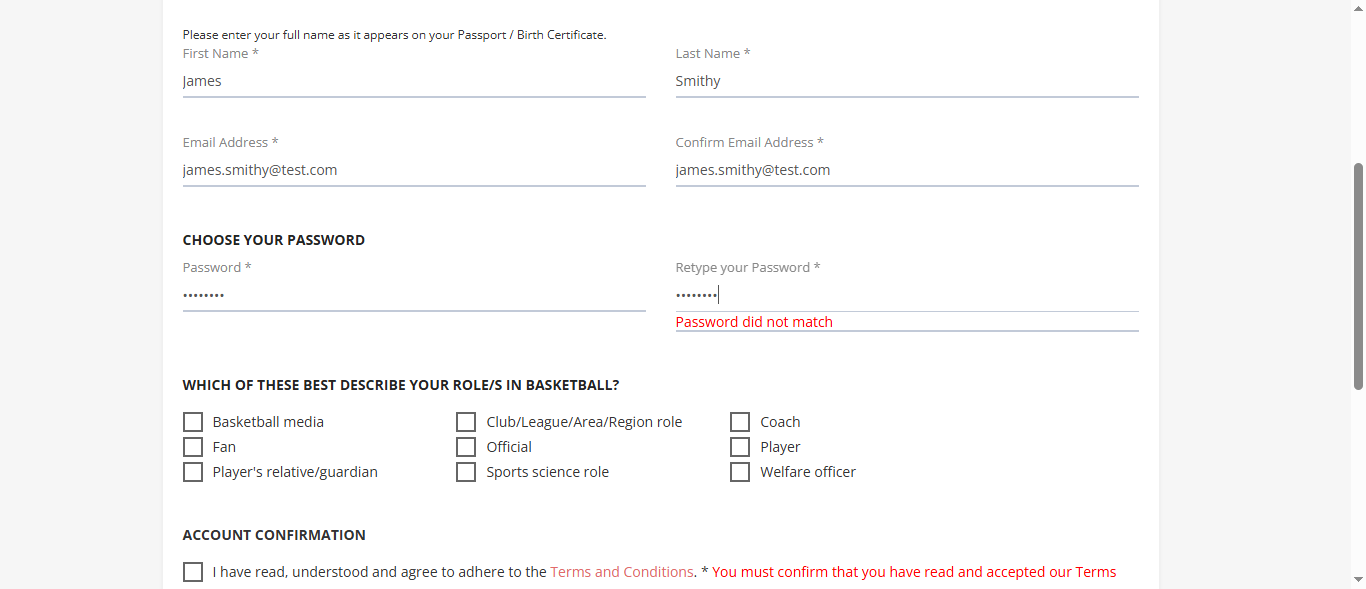 Please enter your full name as it appears on your Passport / Birth Certificate.
First Name * Last Name *
James Smithy
Email Address * Confirm Email Address *
james.smithy@test.com james.smithy@test.com
CHOOSE YOUR PASSWORD
Password * Retype your Password *
•••••••• ••••••••
Password did not match
WHICH OF THESE BEST DESCRIBE YOUR ROLE/S IN BASKETBALL?
Basketball media Club/League/Area/Region role Coach
Fan Official Player
Player's relative/guardian Sports science role Welfare officer
ACCOUNT CONFIRMATION
I have read, understood and agree to adhere to the Terms and Conditions. * You must confirm that you have read and accepted our Terms